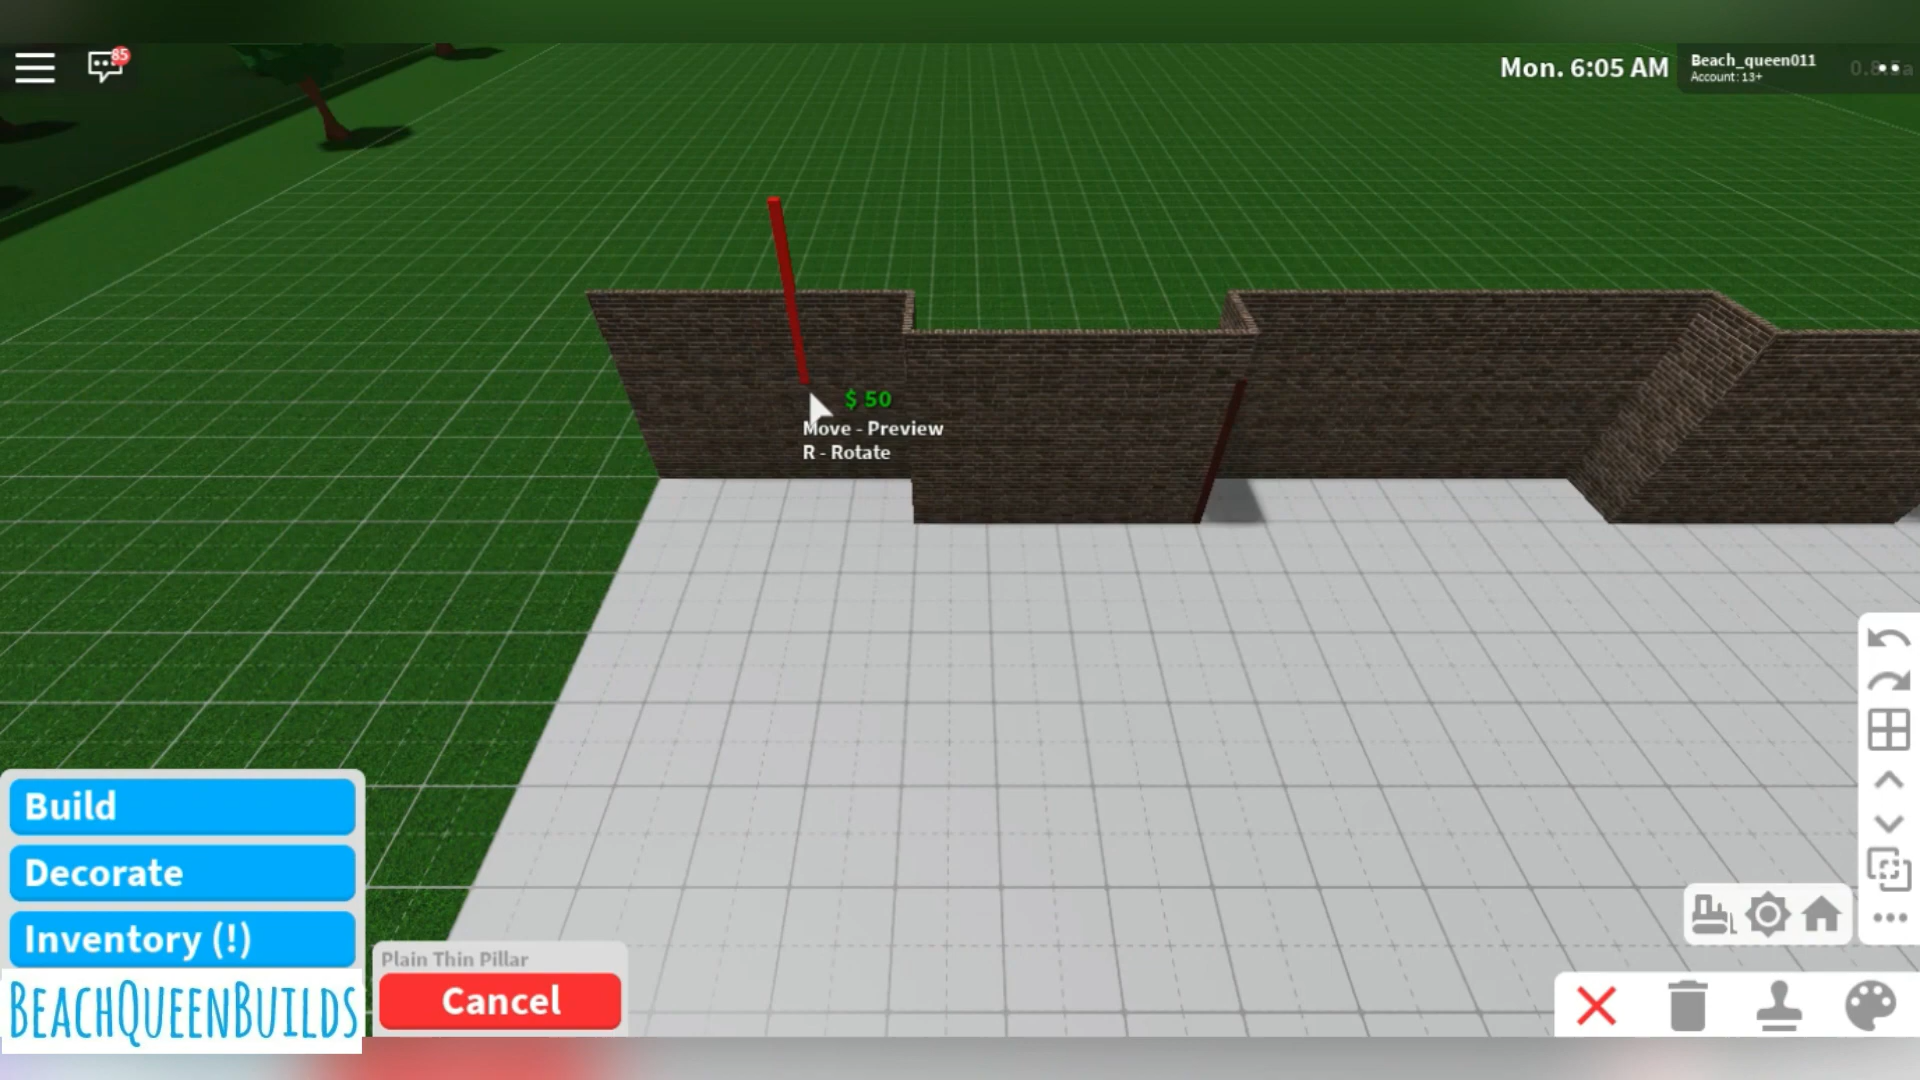 85
Mon. 6:05 AM
Beach_queen011
Account: 13+
$ 50
Move - Preview
R - Rotate
Build
Decorate
Inventory (!)
BEACHQUEENBUILDS
Plain Thin Pillar
Cancel